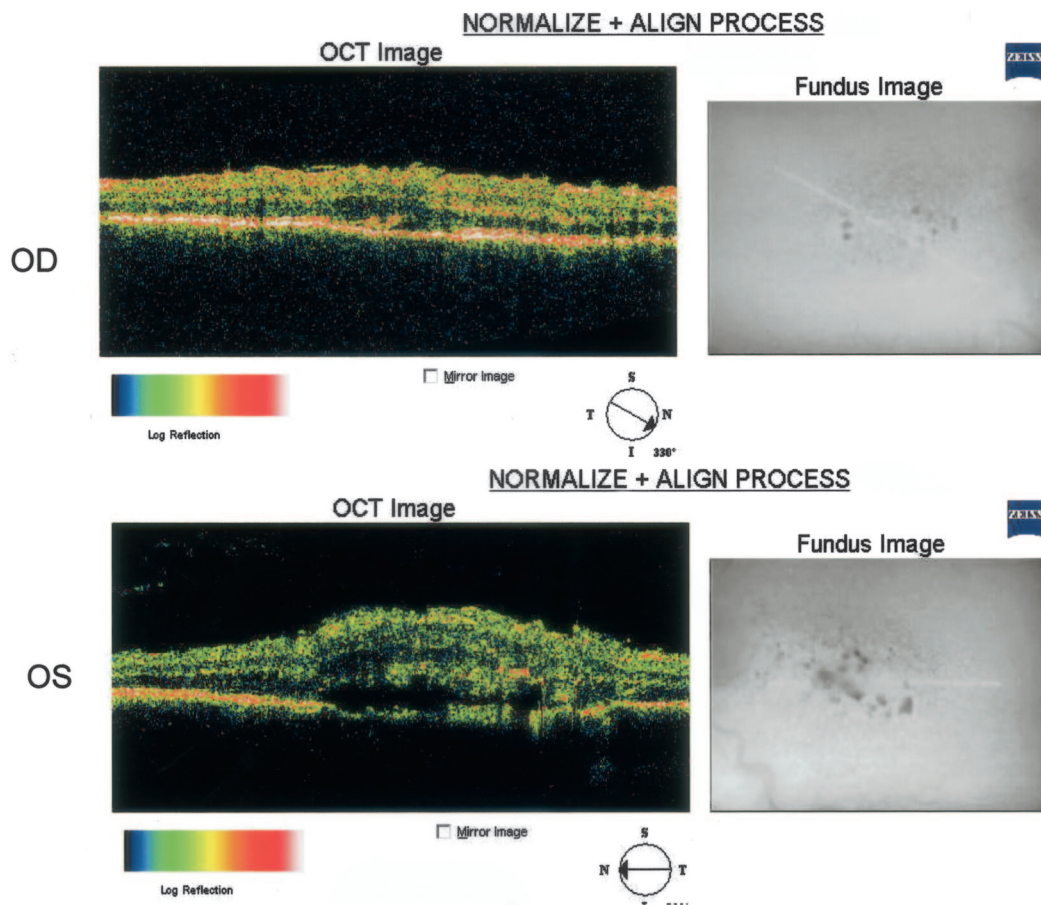 NORMALIZE + ALIGN PROCESS
OCT Image
Fundus Image
ZEISS
OD
Mirror Image
Log Reflection
S
T N
I 330°
NORMALIZE + ALIGN PROCESS
OCT Image
Fundus Image
ZEISS
OS
Mirror Image
Log Reflection
S
N T